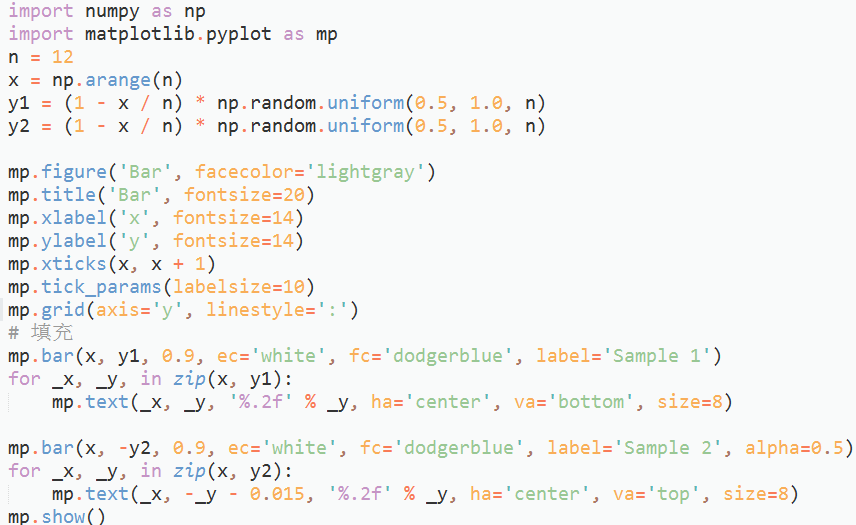 import numpy as np
import matplotlib.pyplot as mp
n = 12
x = np.arange(n)
y1 = (1 - x / n) * np.random.uniform(0.5, 1.0, n)
y2 = (1 - x / n) * np.random.uniform(0.5, 1.0, n)

mp.figure('Bar', facecolor='lightgray')
mp.title('Bar', fontsize=20)
mp.xlabel('x', fontsize=14)
mp.ylabel('y', fontsize=14)
mp.xticks(x, x + 1)
mp.tick_params(labelsize=10)
mp.grid(axis='y', linestyle=':')
# 填充
mp.bar(x, y1, 0.9, ec='white', fc='dodgerblue', label='Sample 1')
for _x, _y, in zip(x, y1):
    mp.text(_x, _y, '%.2f' % _y, ha='center', va='bottom', size=8)

mp.bar(x, -y2, 0.9, ec='white', fc='dodgerblue', label='Sample 2', alpha=0.5)
for _x, _y, in zip(x, y2):
    mp.text(_x, -_y - 0.015, '%.2f' % _y, ha='center', va='top', size=8)
mp.show()